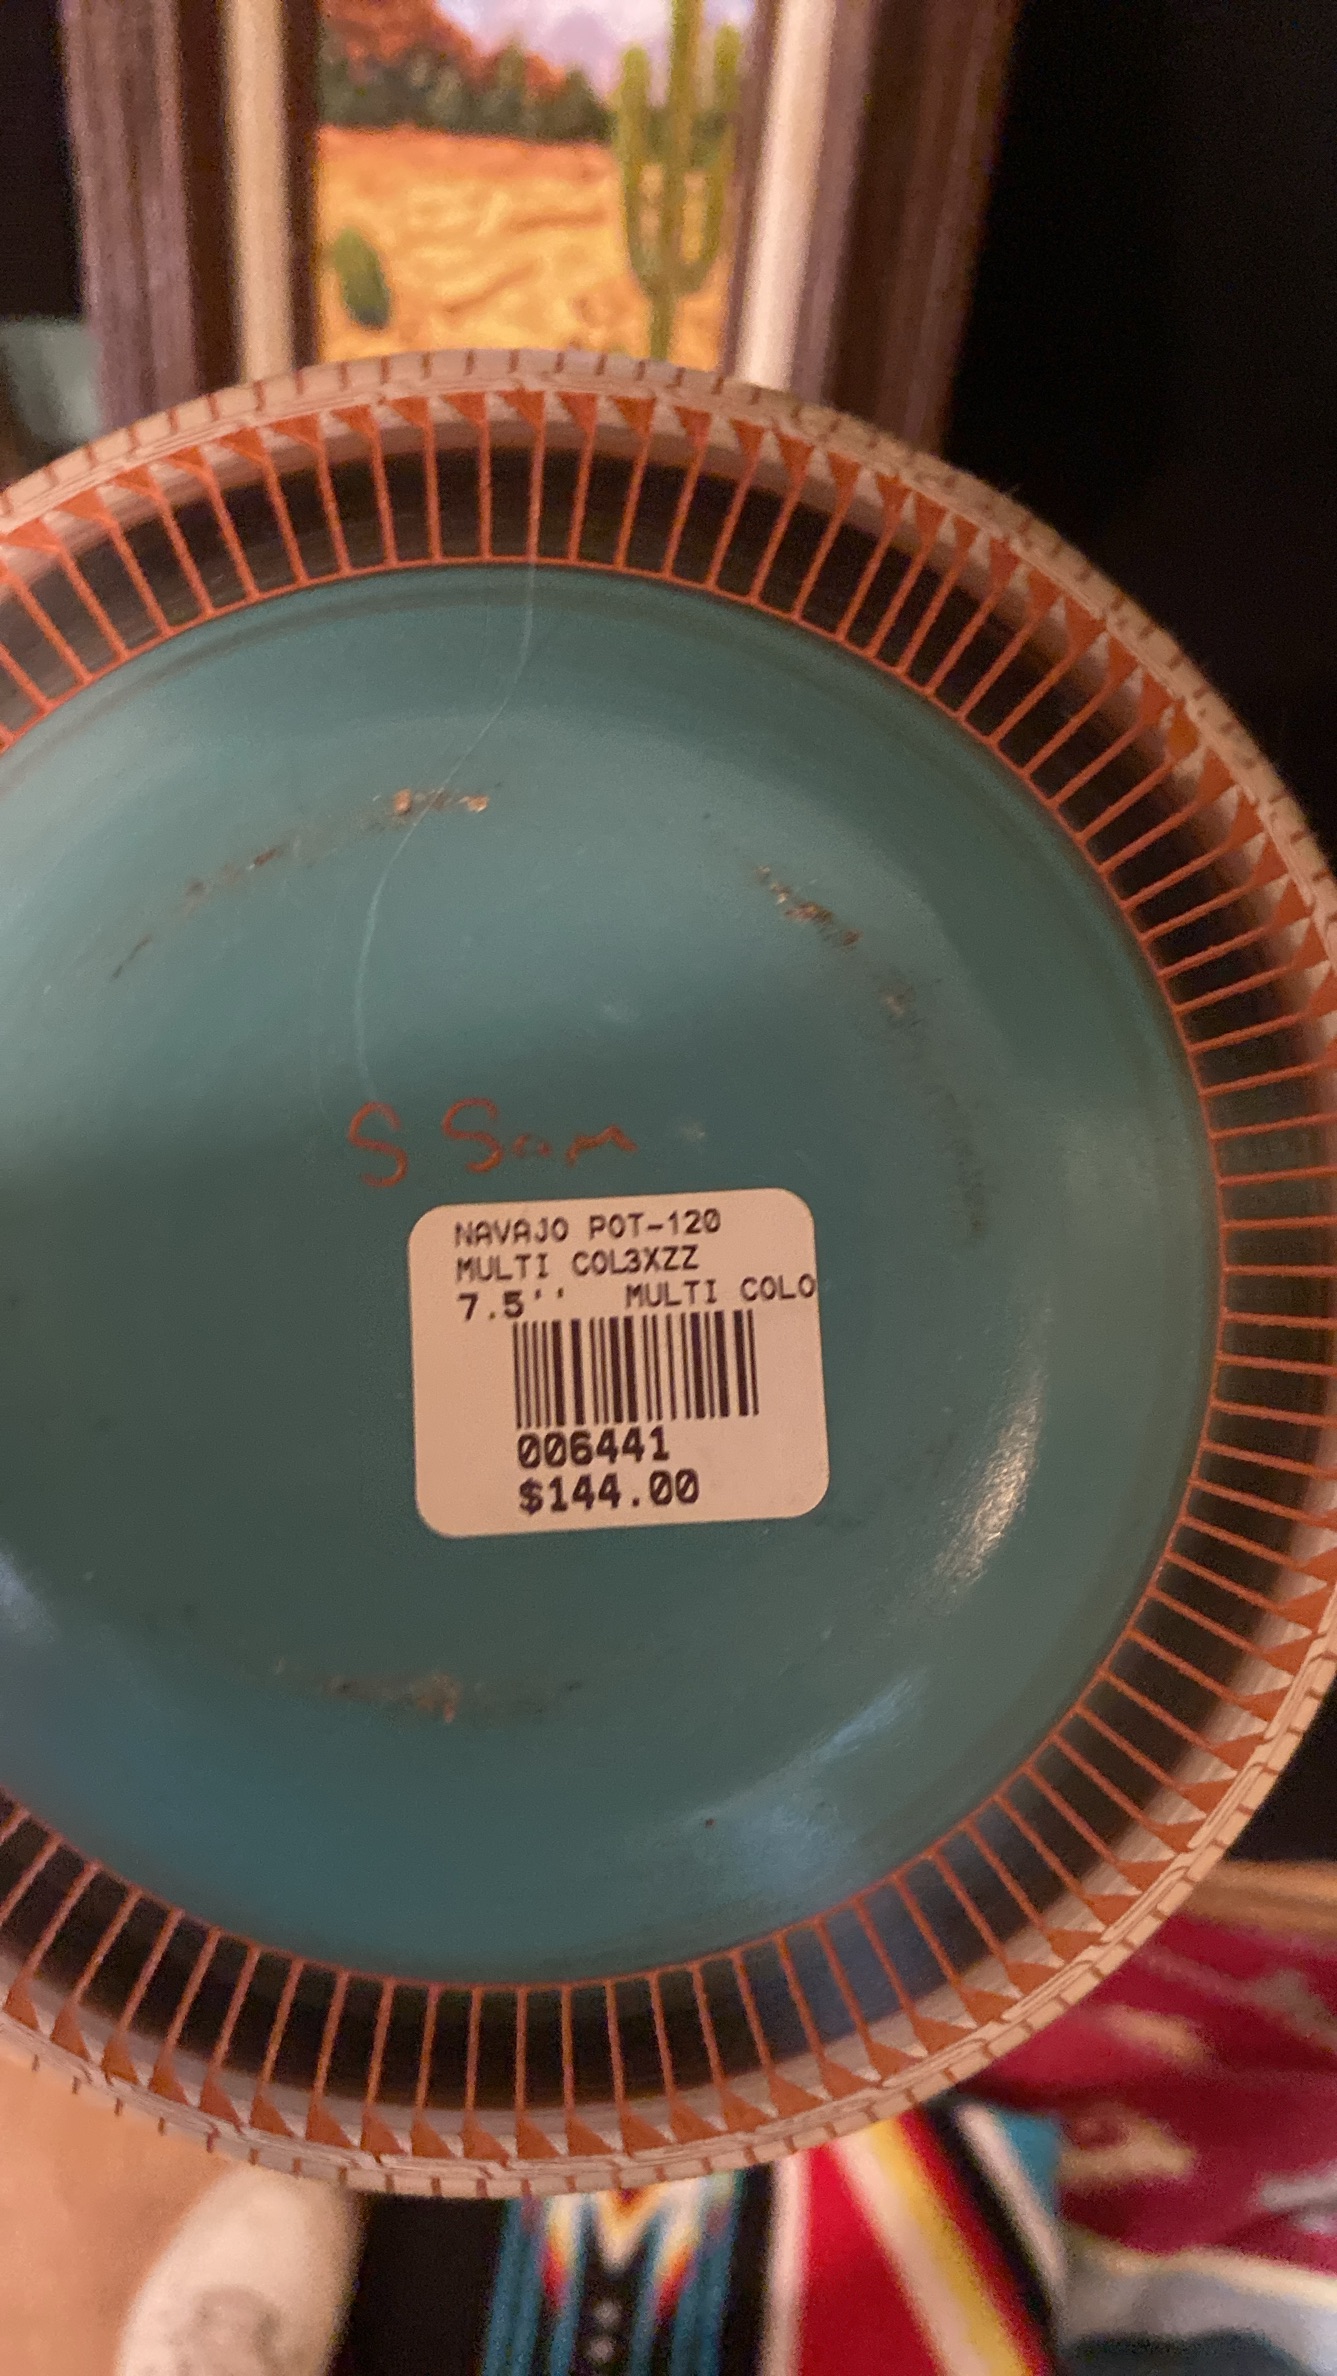 S Sam
NAVAJO POT-120
MULTI COL3XZZ
7.5'' MULTI COLO
006441
$144.00